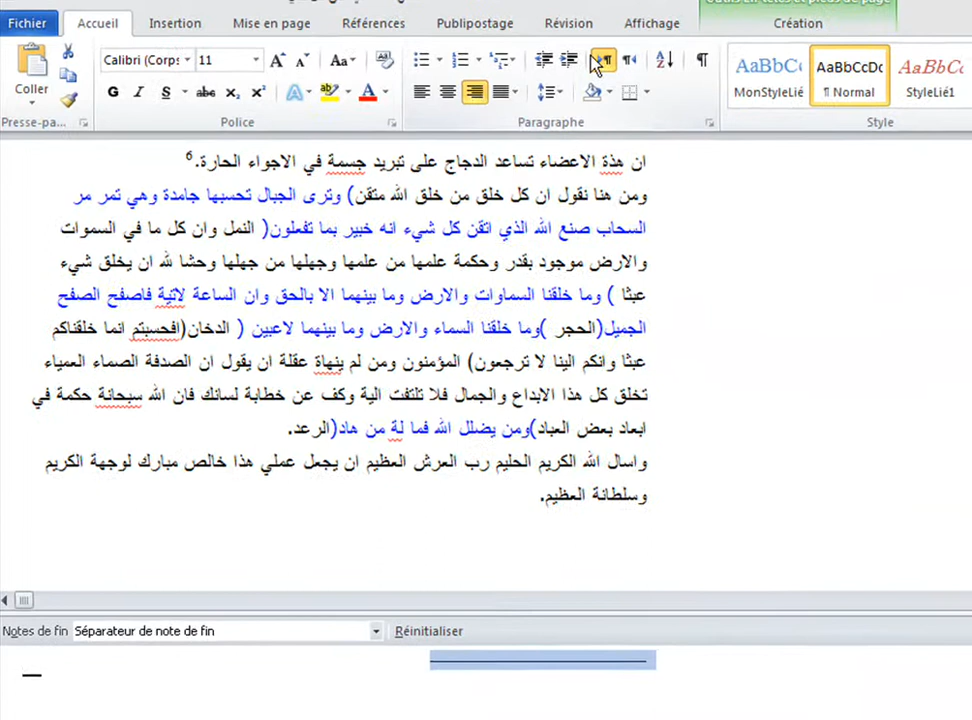 Fichier Accueil Insertion Mise en page Références Publipostage Révision Affichage Création
Calibri (Corps 11
Coller
G I S abc x₂ x² A ab A
AaBbCc AaBbCcDc AaBbCc
MonStyleLié ¶ Normal StyleLié1
Presse-pa... Police Paragraphe Style
ان هذة الاعضاء تساعد الدجاج على تبريد جسمة في الاجواء الحارة.6
ومن هنا نقول ان كل خلق من خلق الله متقن) وترى الجبال تحسبها جامدة وهي تمر مر
السحاب صنع الله الذي اتقن كل شيء انه خبير بما تفعلون( النمل وان كل ما في السموات
والارض موجود بقدر وحكمة علمها من علمها وجهلها من جهلها وحشا لله ان يخلق شيء
عبثا ) وما خلقنا السماوات والارض وما بينهما الا بالحق وان الساعة لاتية فاصفح الصفح
الجميل(الحجر )وما خلقنا السماء والارض وما بينهما لاعبين ( الدخان(افحسبتم انما خلقناكم
عبثا وانكم الينا لا ترجعون) المؤمنون ومن لم ينهاة عقلة ان يقول ان الصدفة الصماء العمياء
تخلق كل هذا الابداع والجمال فلا تلتفت الية وكف عن خطابة لسانك فان الله سبحانة حكمة في
ابعاد بعض العباد)ومن يضلل الله فما لة من هاد(الرعد.
واسال الله الكريم الحليم رب العرش العظيم ان يجعل عملي هذا خالص مبارك لوجهة الكريم
وسلطانة العظيم.
Notes de fin Séparateur de note de fin Réinitialiser